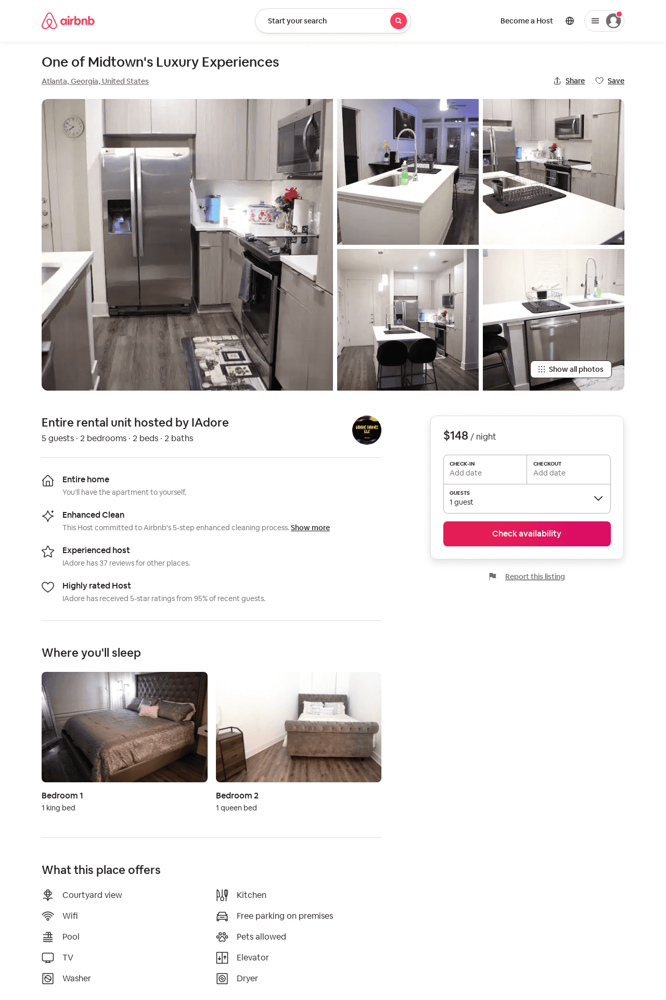 airbnb
Start your search
Become a Host
One of Midtown's Luxury Experiences
Atlanta, Georgia, United States
Share
Save
Show all photos
Entire rental unit hosted by IAdore
5 guests · 2 bedrooms · 2 beds · 2 baths
$148 / night
CHECK-IN
Add date
CHECKOUT
Add date
GUESTS
1 guest
Check availability
Report this listing
Entire home
You’ll have the apartment to yourself.
Enhanced Clean
This Host committed to Airbnb's 5-step enhanced cleaning process. Show more
Experienced host
IAdore has 37 reviews for other places.
Highly rated Host
IAdore has received 5-star ratings from 95% of recent guests.
Where you'll sleep
Bedroom 1
1 king bed
Bedroom 2
1 queen bed
What this place offers
Courtyard view
Kitchen
Wifi
Free parking on premises
Pool
Pets allowed
TV
Elevator
Washer
Dryer